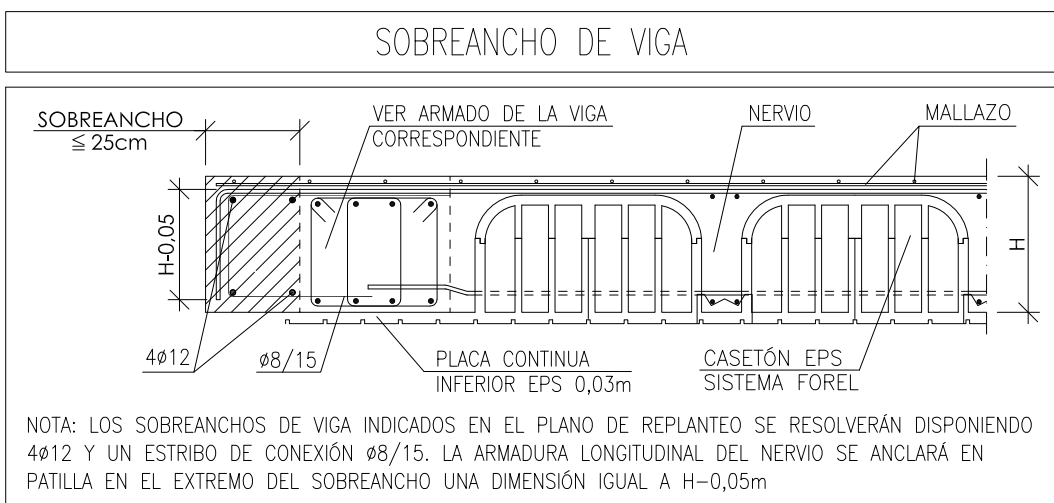 SOBREANCHO DE VIGA
SOBREANCHO
≤ 25cm
VER ARMADO DE LA VIGA
CORRESPONDIENTE
NERVIO
MALLAZO
H-0,05
H
4ø12
ø8/15
PLACA CONTINUA
INFERIOR EPS 0,03m
CASETÓN EPS
SISTEMA FOREL
NOTA: LOS SOBREANCHOS DE VIGA INDICADOS EN EL PLANO DE REPLANTEO SE RESOLVERÁN DISPONIENDO
4ø12 Y UN ESTRIBO DE CONEXIÓN ø8/15. LA ARMADURA LONGITUDINAL DEL NERVIO SE ANCLARÁ EN
PATILLA EN EL EXTREMO DEL SOBREANCHO UNA DIMENSIÓN IGUAL A H-0,05m